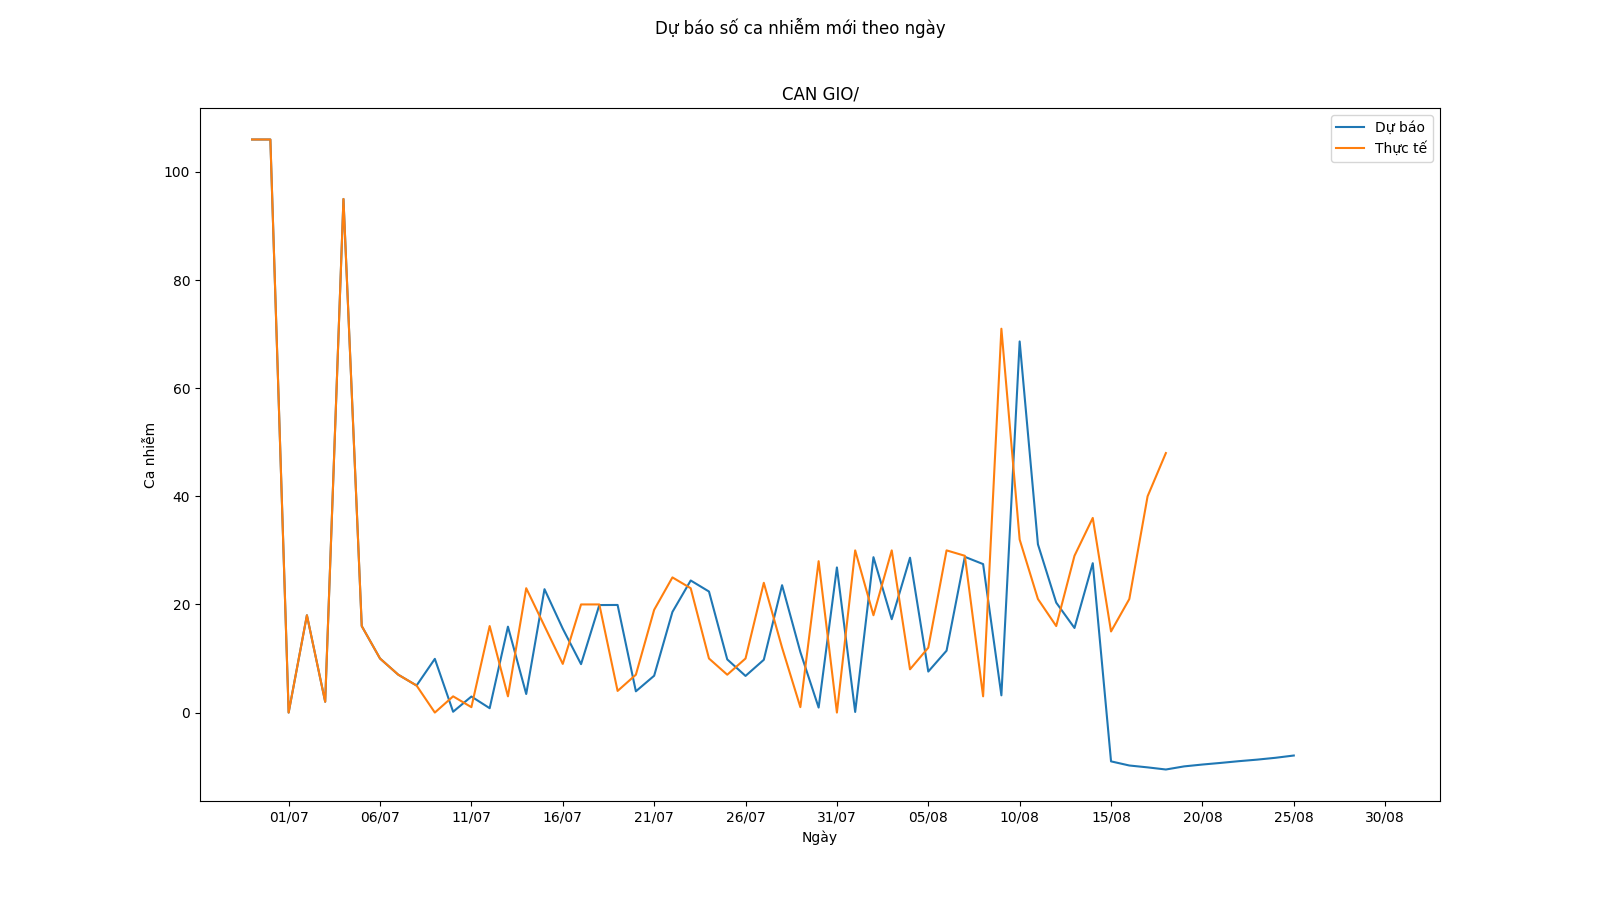 Dự báo số ca nhiễm mới theo ngày
CAN GIO/
Dự báo
Thực tế
100
80
60
40
20
0
Ca nhiễm
01/07 06/07 11/07 16/07 21/07 26/07 31/07 05/08 10/08 15/08 20/08 25/08 30/08
Ngày